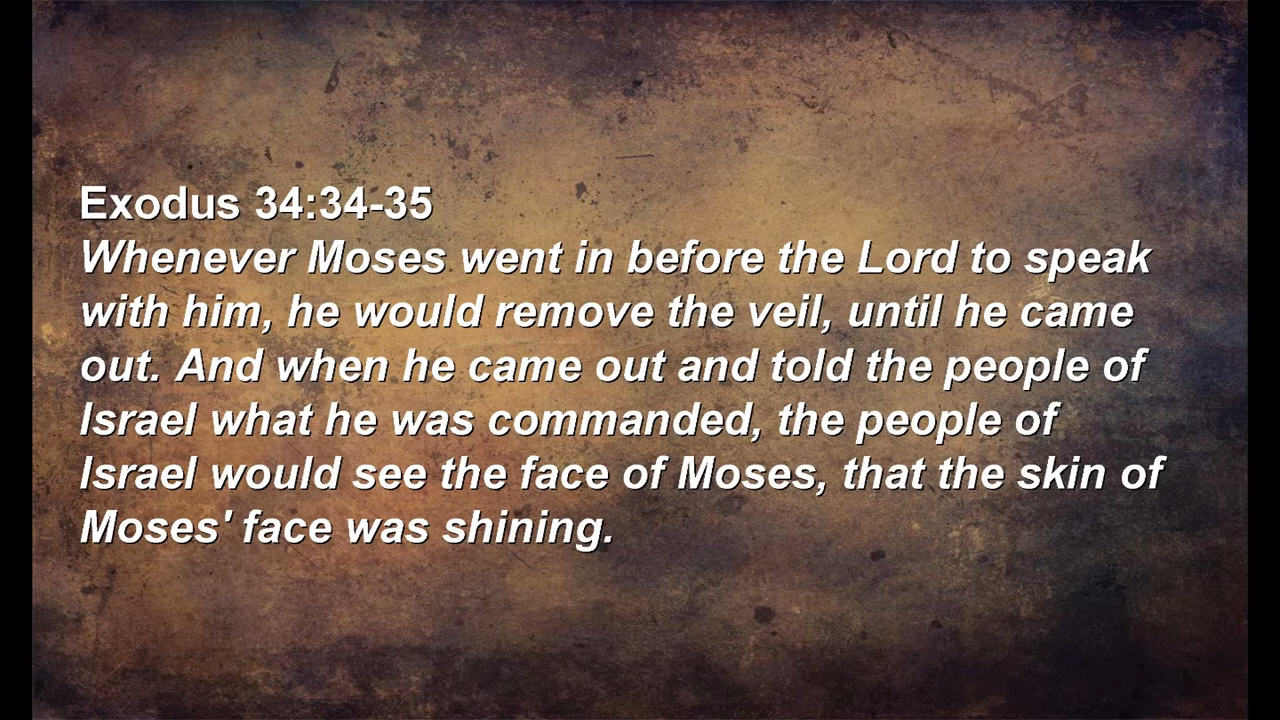 Exodus 34:34-35
Whenever Moses went in before the Lord to speak
with him, he would remove the veil, until he came
out. And when he came out and told the people of
Israel what he was commanded, the people of
Israel would see the face of Moses, that the skin of
Moses' face was shining.